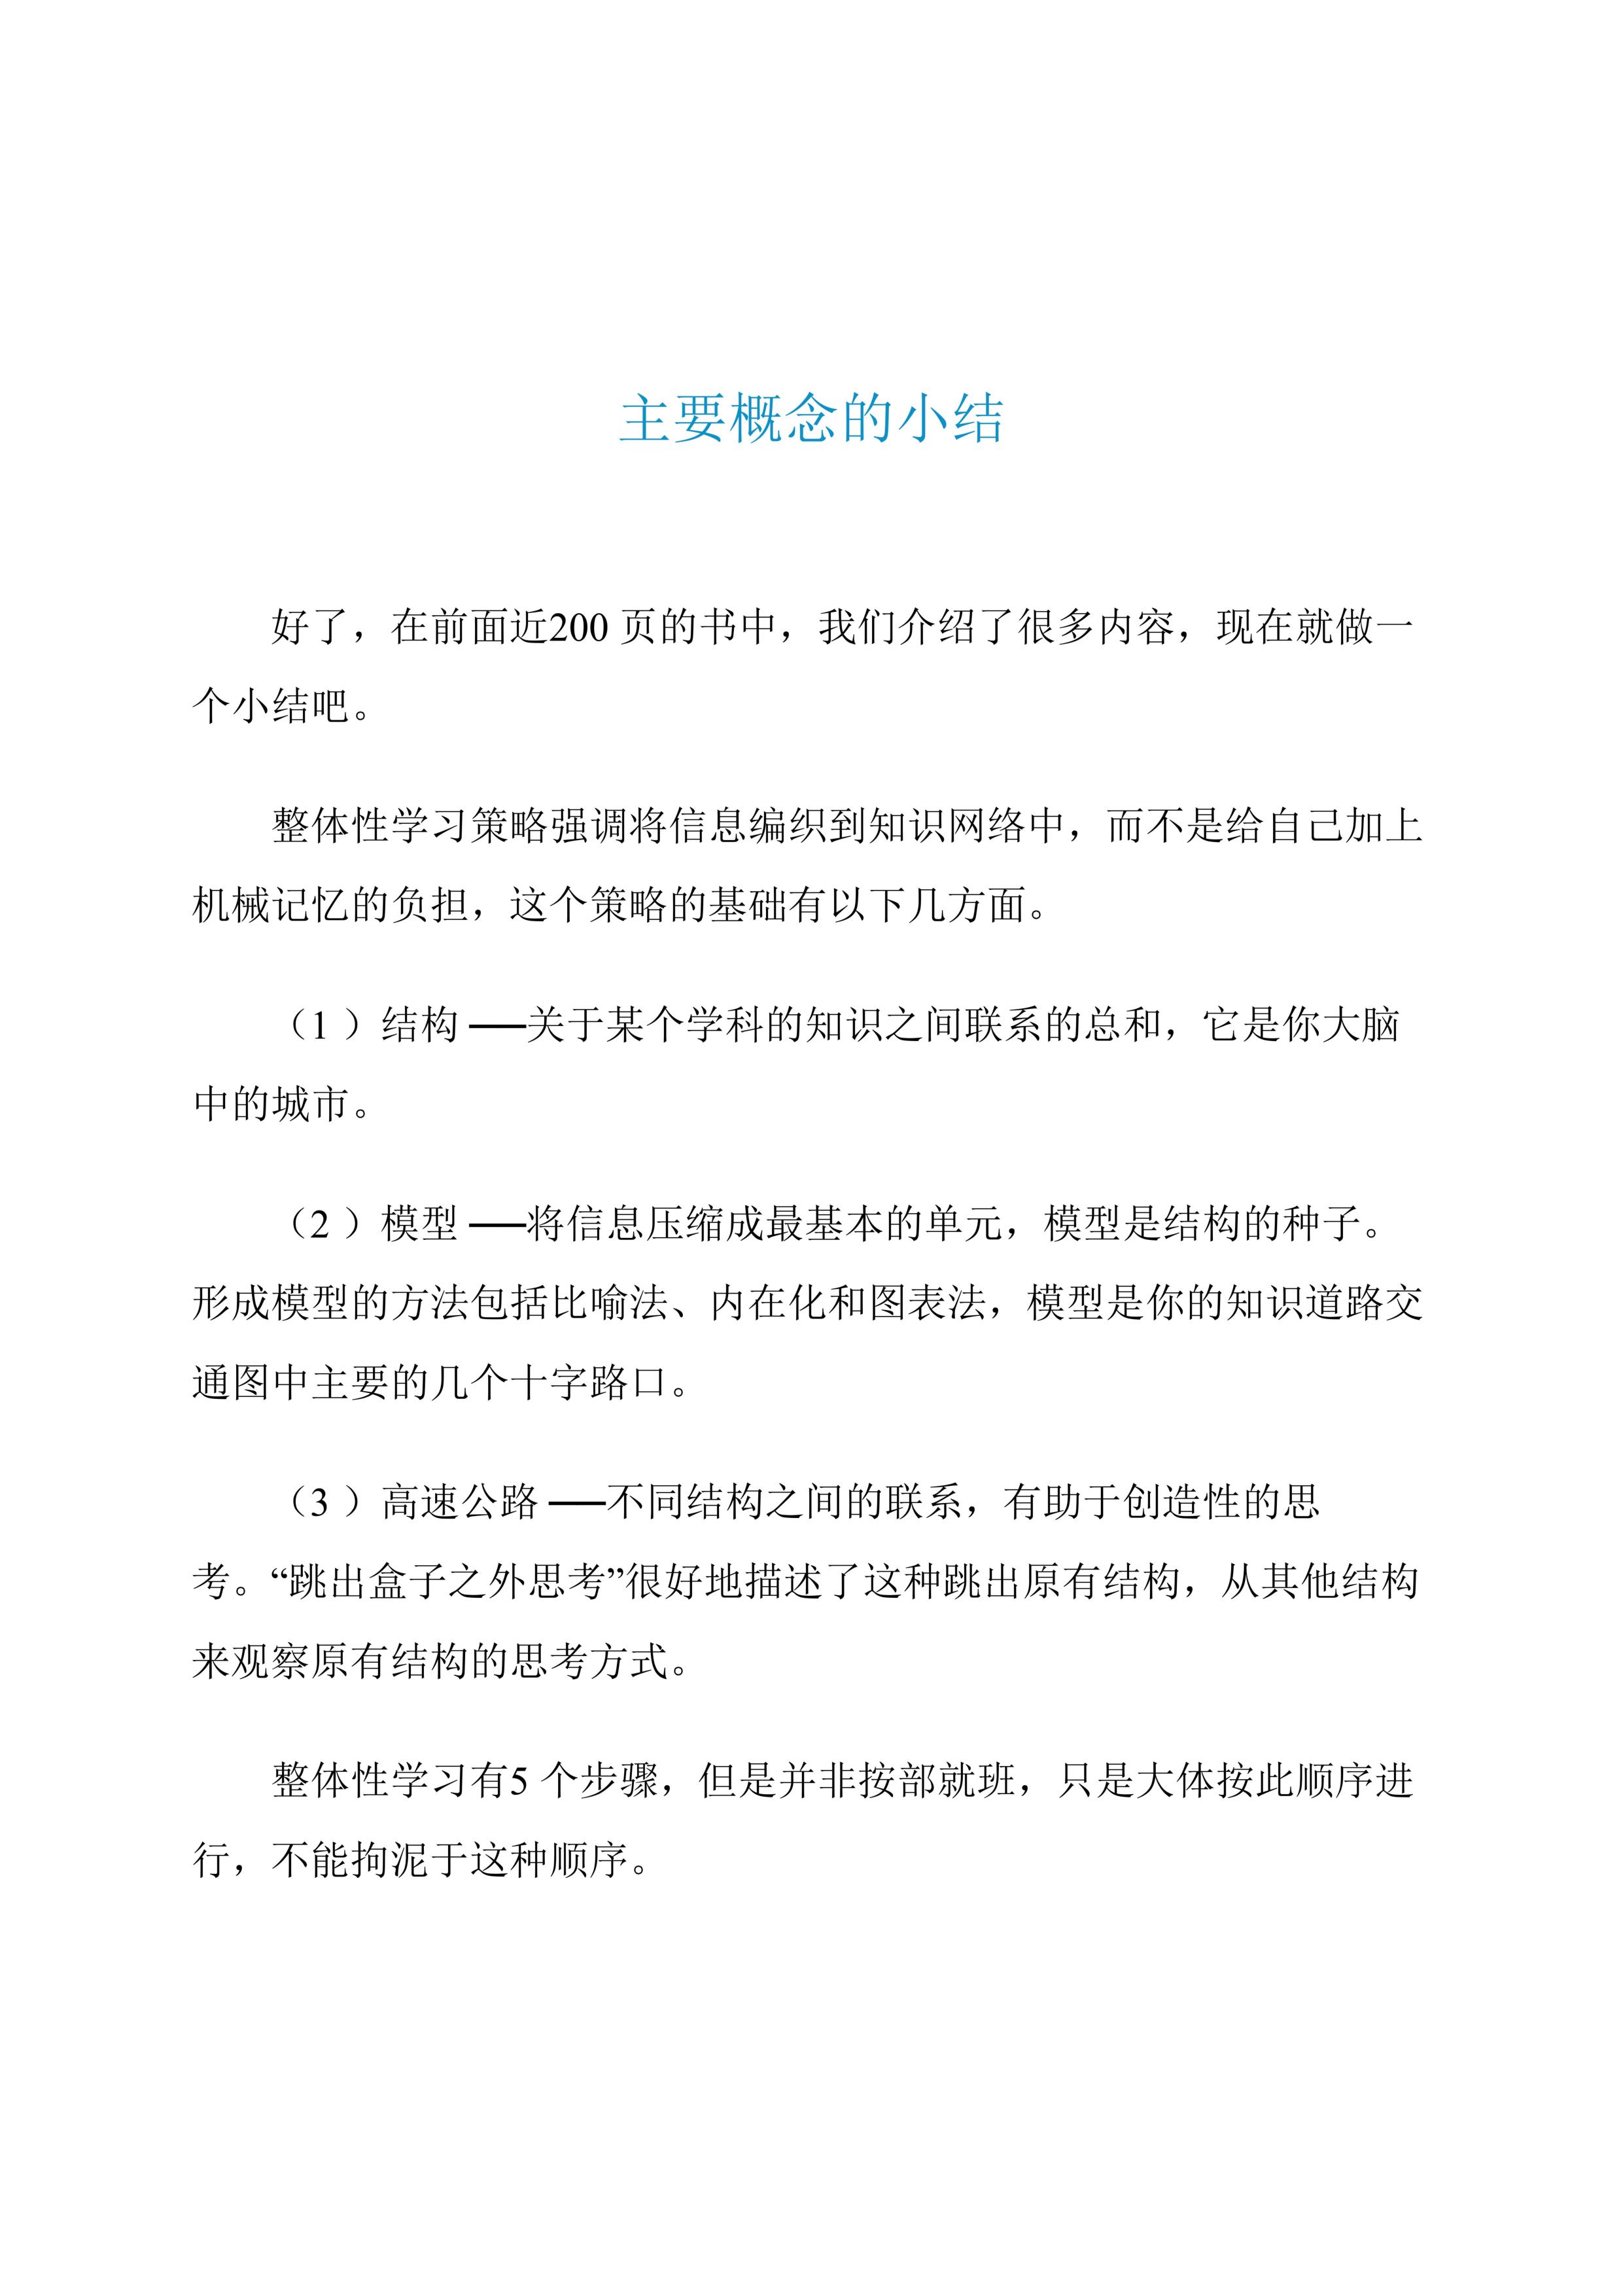 主要概念的小结
好了，在前面近200 页的书中，我们介绍了很多内容，现在就做一
个小结吧。
整体性学习策略强调将信息编织到知识网络中，而不是给自己加上
机械记忆的负担，这个策略的基础有以下几方面。
（1 ）结构 ——关于某个学科的知识之间联系的总和，它是你大脑
中的城市。
（2 ）模型 ——将信息压缩成最基本的单元，模型是结构的种子。
形成模型的方法包括比喻法、内在化和图表法，模型是你的知识道路交
通图中主要的几个十字路口。
（3 ）高速公路 ——不同结构之间的联系，有助于创造性的思
考。“跳出盒子之外思考”很好地描述了这种跳出原有结构，从其他结构
来观察原有结构的思考方式。
整体性学习有5 个步骤，但是并非按部就班，只是大体按此顺序进
行，不能拘泥于这种顺序。